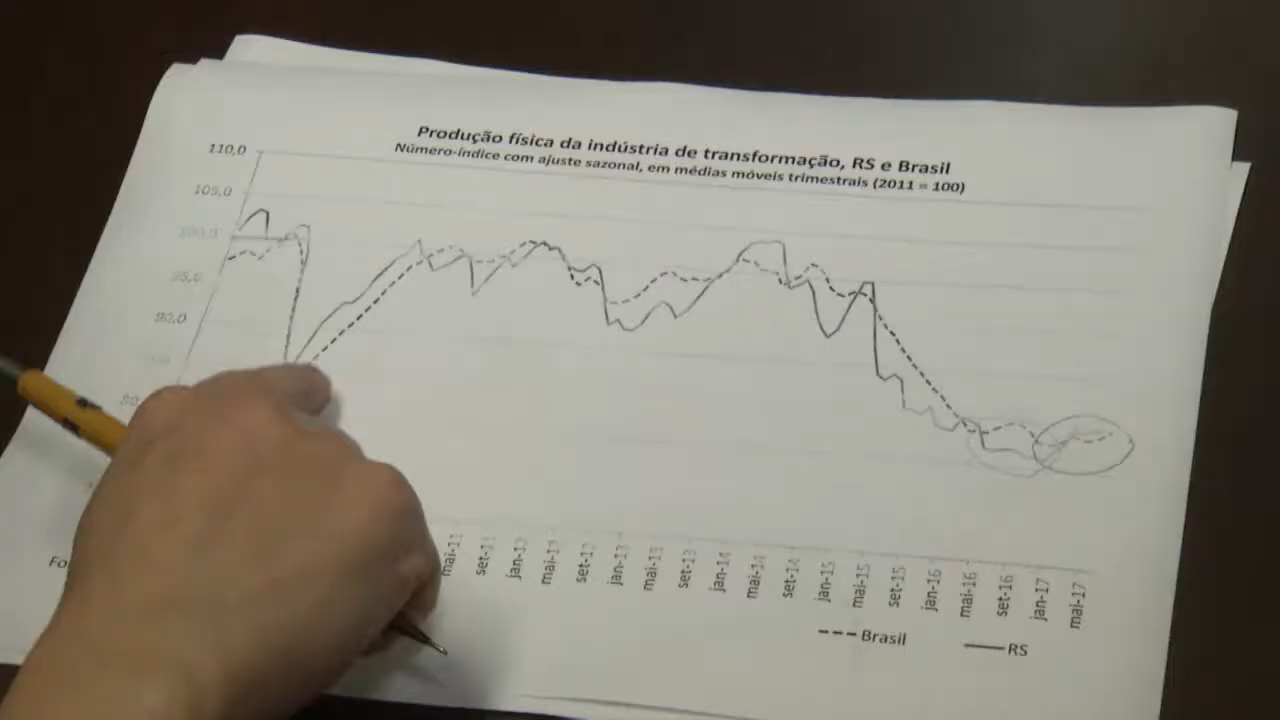 Produção física da indústria de transformação, RS e Brasil
Número-índice com ajuste sazonal, em médias móveis trimestrais (2011 = 100)
110,0
105,0
100,0
95,0
90,0
mai-11
set-11
jan-12
mai-12
set-12
jan-13
mai-13
set-13
jan-14
mai-14
set-14
jan-15
mai-15
set-15
jan-16
mai-16
set-16
jan-17
mai-17
Brasil
RS